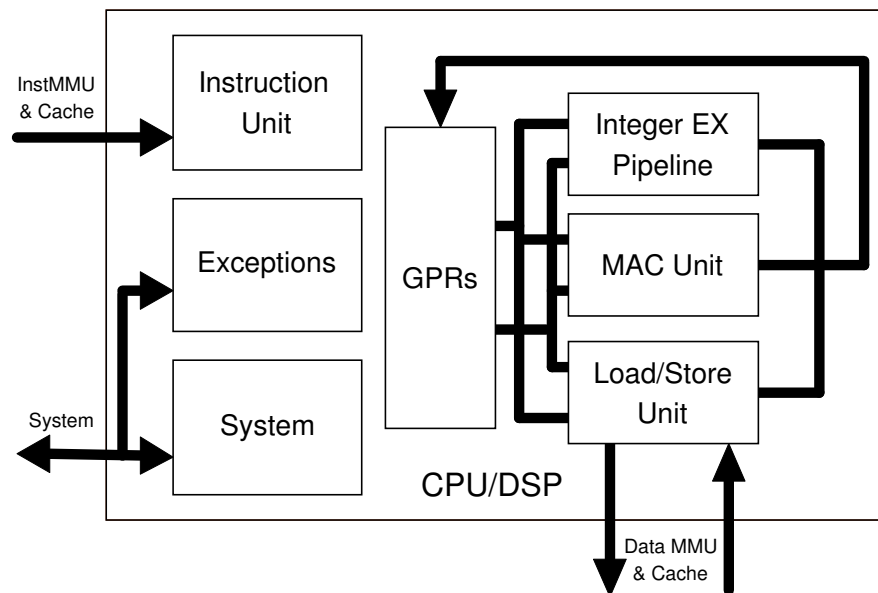 InstMMU
& Cache
Instruction
Unit
Exceptions
System
System
GPRs
Integer EX
Pipeline
MAC Unit
Load/Store
Unit
CPU/DSP
Data MMU
& Cache